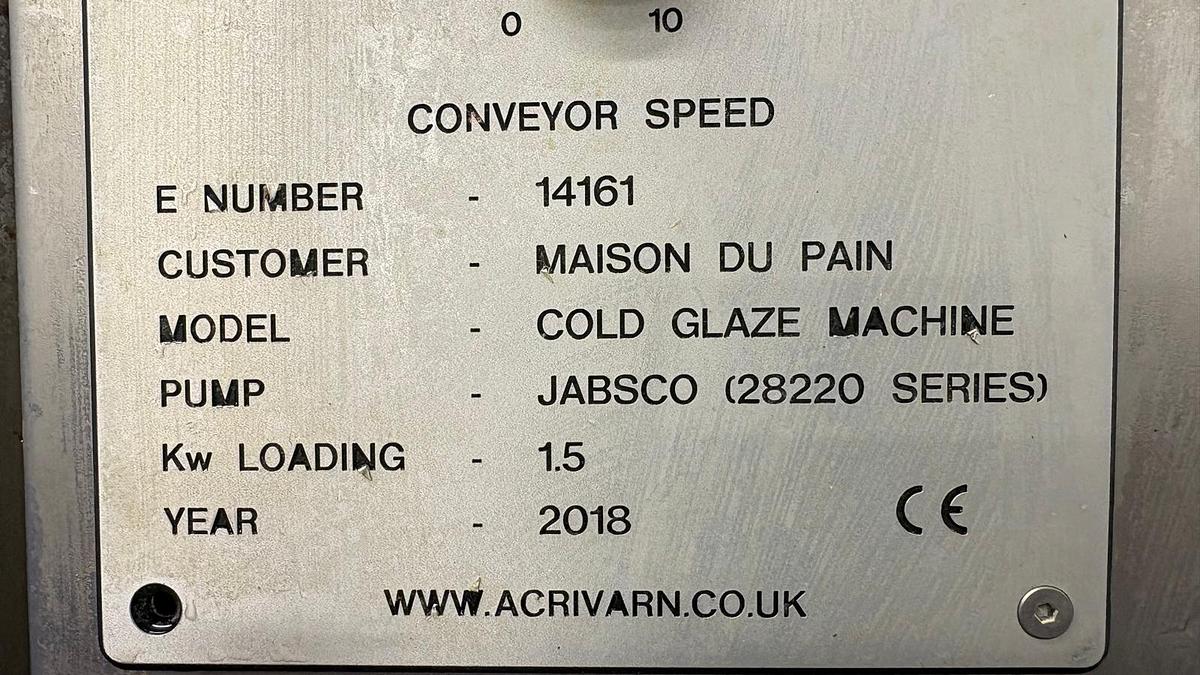 0 10
CONVEYOR SPEED
E NUMBER - 14161
CUSTOMER - MAISON DU PAIN
MODEL - COLD GLAZE MACHINE
PUMP - JABSCO (28220 SERIES)
Kw LOADING - 1.5
YEAR - 2018
CE
WWW.ACRIVARN.CO.UK